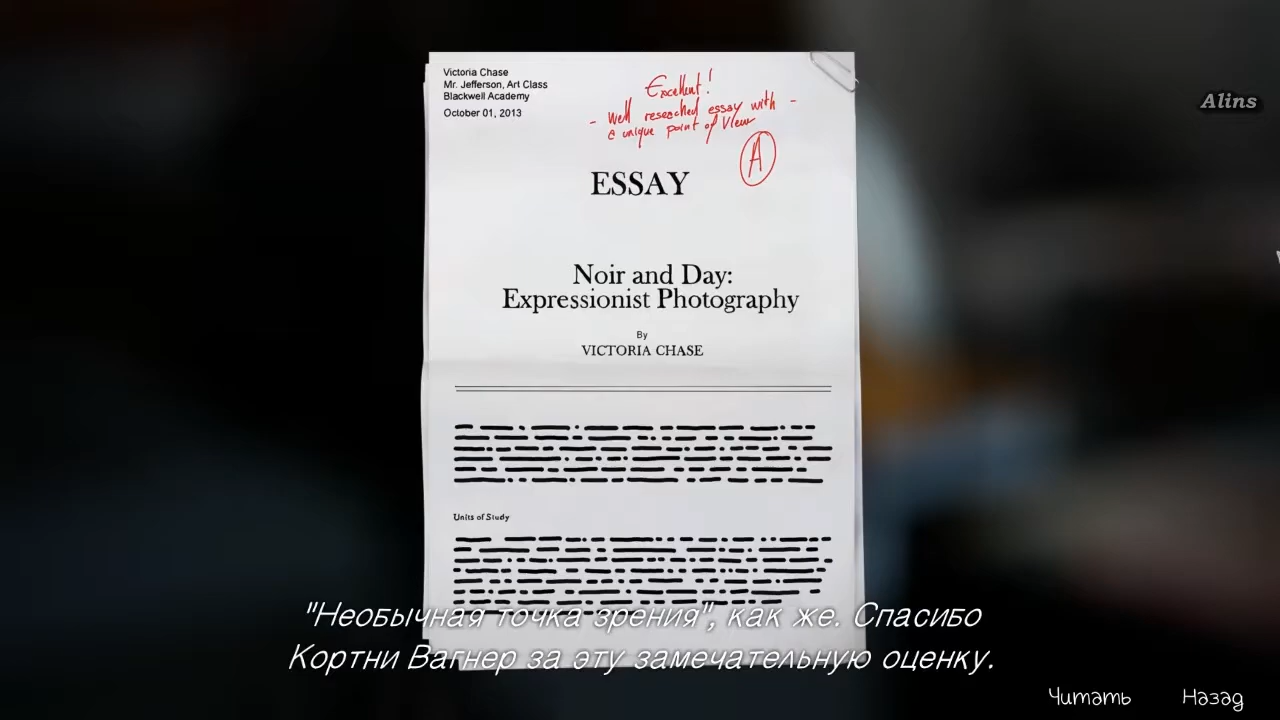 Victoria Chase
Mr. Jefferson, Art Class
Blackwell Academy
October 01, 2013
Excellent!
- Well reseached essay with -
a unique point of View
A
Alins
ESSAY
Noir and Day:
Expressionist Photography
By
VICTORIA CHASE
Units of Study
"Необычная точка зрения", как же. Спасибо
Кортни Вагнер за эту замечательную оценку.
Читать Назад